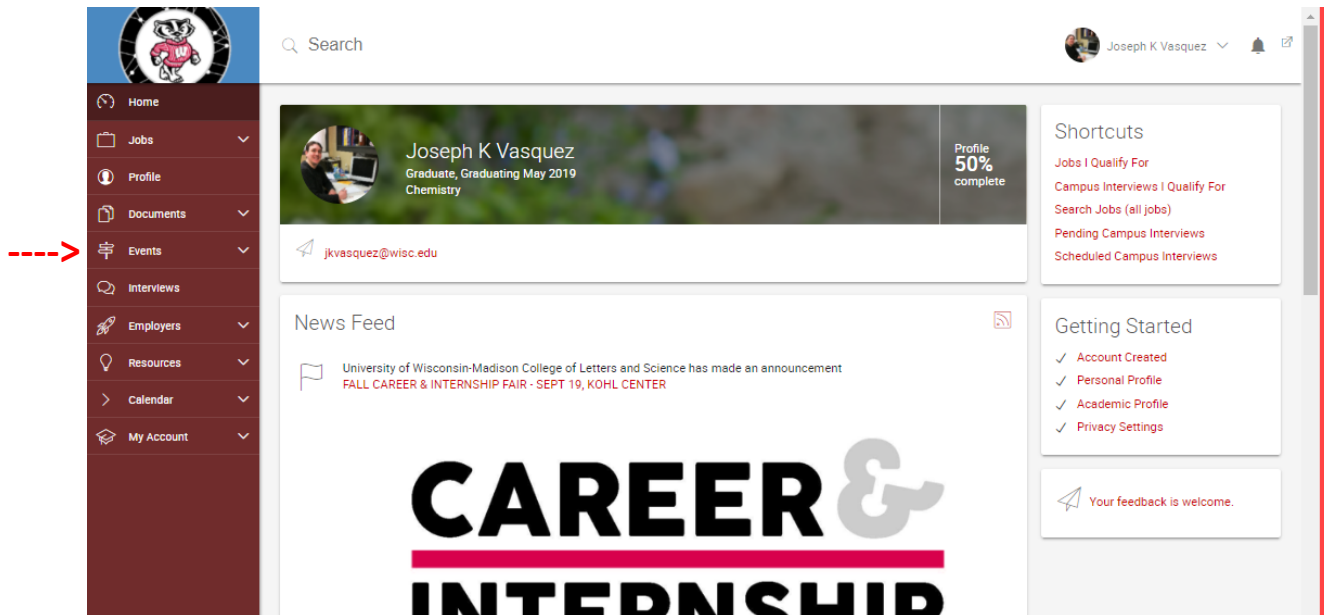 Search
Joseph K Vasquez
Home
Jobs
Profile
Documents
---->
Events
Interviews
Employers
Resources
Calendar
My Account
Joseph K Vasquez
Graduate, Graduating May 2019
Chemistry
Profile
50%
complete
jkvasquez@wisc.edu
News Feed
University of Wisconsin-Madison College of Letters and Science has made an announcement
FALL CAREER & INTERNSHIP FAIR - SEPT 19, KOHL CENTER
CAREER &
INTERNSHIP
Shortcuts
Jobs I Qualify For
Campus Interviews I Qualify For
Search Jobs (all jobs)
Pending Campus Interviews
Scheduled Campus Interviews
Getting Started
✓ Account Created
✓ Personal Profile
✓ Academic Profile
✓ Privacy Settings
Your feedback is welcome.